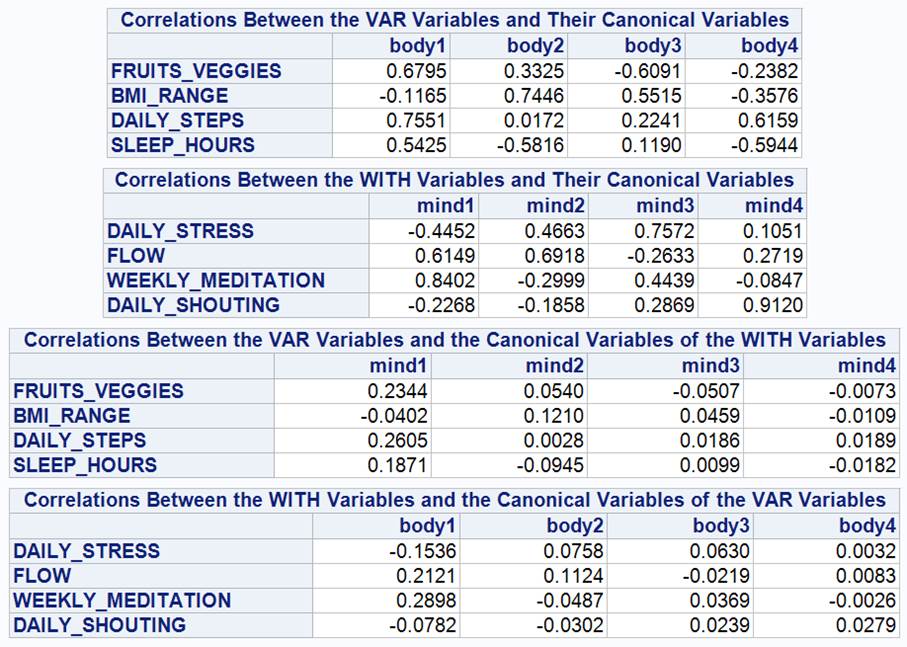 Correlations Between the VAR Variables and Their Canonical Variables
body1 body2 body3 body4
FRUITS_VEGGIES 0.6795 0.3325 -0.6091 -0.2382
BMI_RANGE -0.1165 0.7446 0.5515 -0.3576
DAILY_STEPS 0.7551 0.0172 0.2241 0.6159
SLEEP_HOURS 0.5425 -0.5816 0.1190 -0.5944
Correlations Between the WITH Variables and Their Canonical Variables
mind1 mind2 mind3 mind4
DAILY_STRESS -0.4452 0.4663 0.7572 0.1051
FLOW 0.6149 0.6918 -0.2633 0.2719
WEEKLY_MEDITATION 0.8402 -0.2999 0.4439 -0.0847
DAILY_SHOUTING -0.2268 -0.1858 0.2869 0.9120
Correlations Between the VAR Variables and the Canonical Variables of the WITH Variables
mind1 mind2 mind3 mind4
FRUITS_VEGGIES 0.2344 0.0540 -0.0507 -0.0073
BMI_RANGE -0.0402 0.1210 0.0459 -0.0109
DAILY_STEPS 0.2605 0.0028 0.0186 0.0189
SLEEP_HOURS 0.1871 -0.0945 0.0099 -0.0182
Correlations Between the WITH Variables and the Canonical Variables of the VAR Variables
body1 body2 body3 body4
DAILY_STRESS -0.1536 0.0758 0.0630 0.0032
FLOW 0.2121 0.1124 -0.0219 0.0083
WEEKLY_MEDITATION 0.2898 -0.0487 0.0369 -0.0026
DAILY_SHOUTING -0.0782 -0.0302 0.0239 0.0279